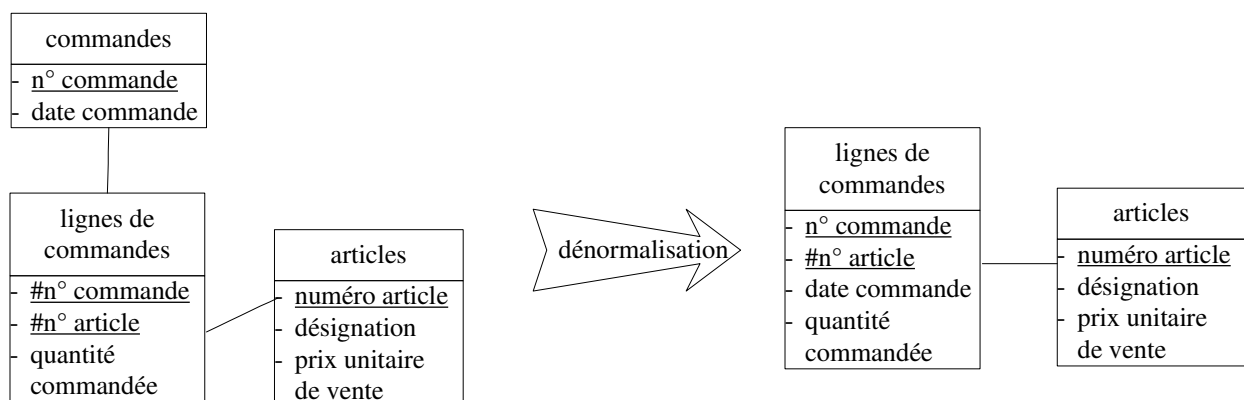 commandes
- n° commande
- date commande
lignes de
commandes
- #n° commande
- #n° article
- quantité
commandée
articles
- numéro article
- désignation
- prix unitaire
de vente
dénormalisation
lignes de
commandes
- n° commande
- #n° article
- date commande
- quantité
commandée
articles
- numéro article
- désignation
- prix unitaire
de vente